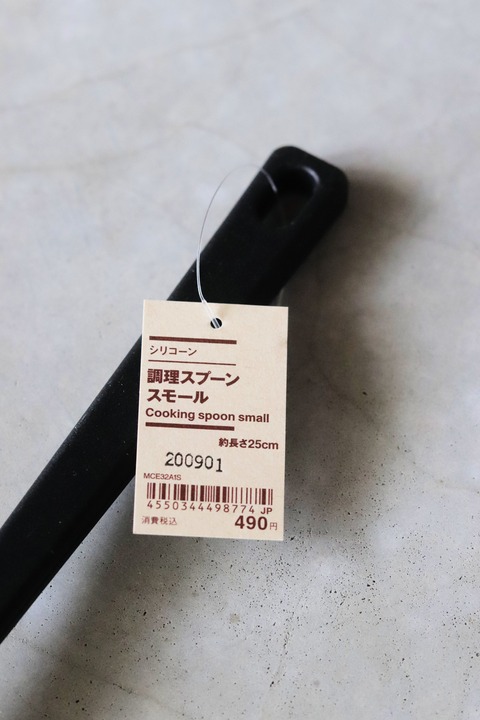 シリコーン
調理スプーン
スモール
Cooking spoon small
約長さ25cm
200901
MCE32A1S
4550344498774 JP
消費税込 490円